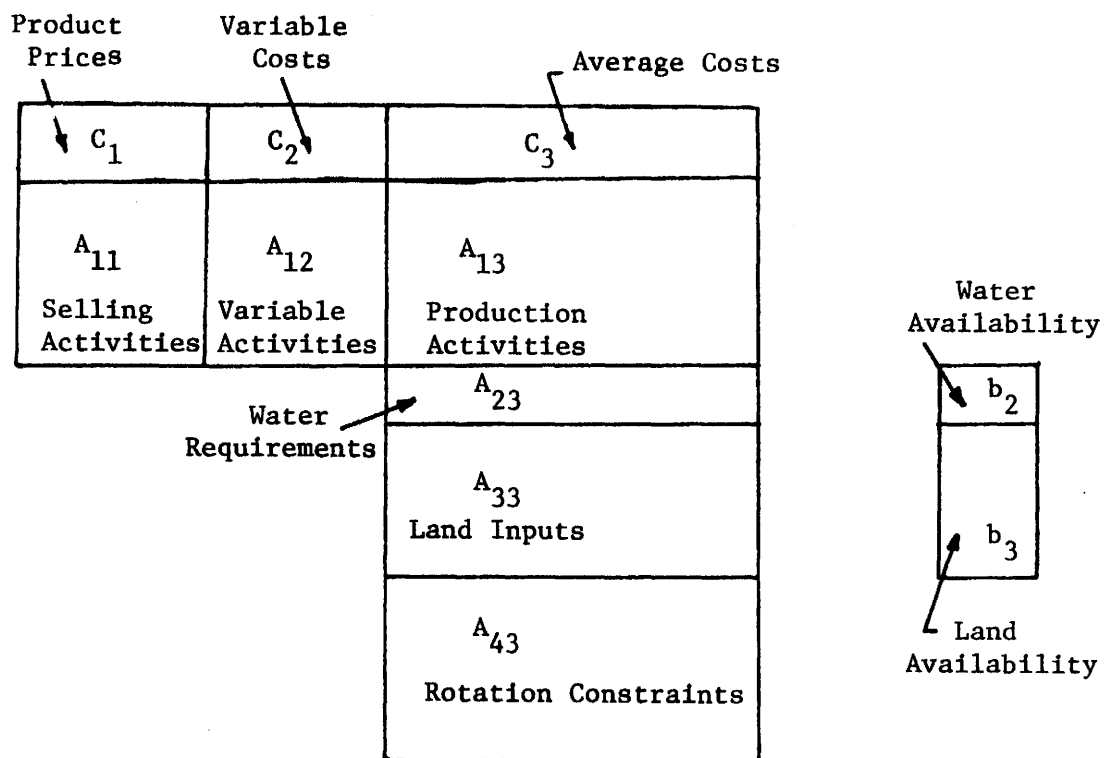 Product
Prices
Variable
Costs
Average Costs
C1
C2
C3
A11
Selling
Activities
A12
Variable
Activities
A13
Production
Activities
Water
Requirements
A23
A33
Land Inputs
A43
Rotation Constraints
Water
Availability
b2
b3
Land
Availability